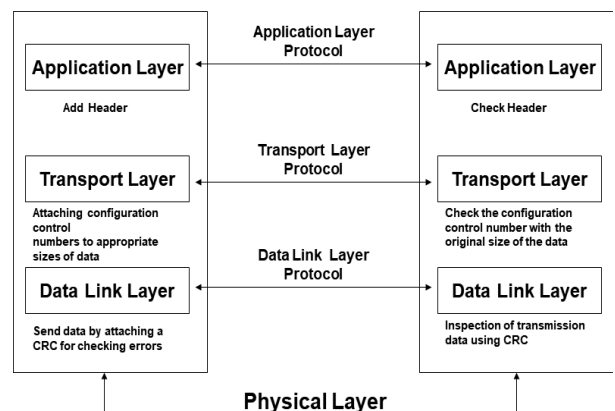 Application Layer
Protocol
Application Layer
Application Layer
Add Header
Check Header
Transport Layer
Protocol
Transport Layer
Transport Layer
Attaching configuration
control
numbers to appropriate
sizes of data
Check the configuration
control number with the
original size of the data
Data Link Layer
Protocol
Data Link Layer
Data Link Layer
Send data by attaching a
CRC for checking errors
Inspection of transmission
data using CRC
Physical Layer